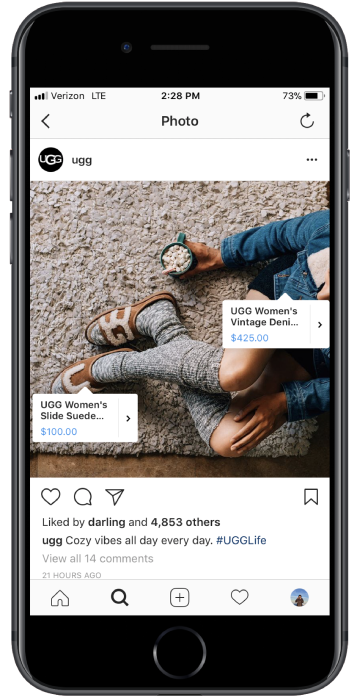 Verizon LTE 2:28 PM 73%
Photo
UGG ugg
UGG Women's
Vintage Deni...
$425.00
UGG Women's
Slide Suede...
$100.00
Liked by darling and 4,853 others
ugg Cozy vibes all day every day. #UGGLife
View all 14 comments
21 HOURS AGO